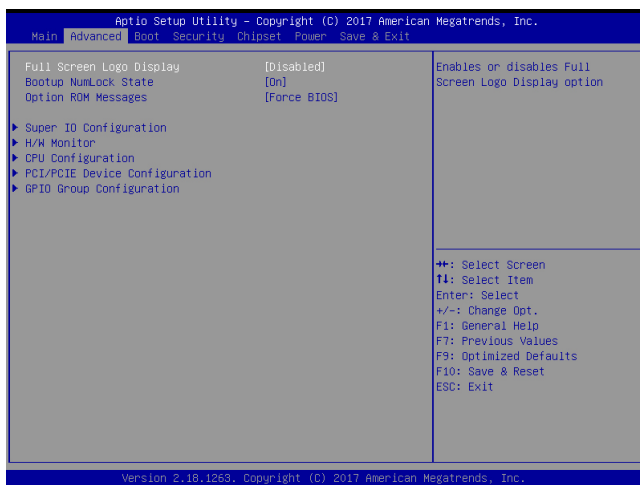 Aptio Setup Utility – Copyright (C) 2017 American Megatrends, Inc.
Main Advanced Boot Security Chipset Power Save & Exit
Full Screen Logo Display [Disabled]
Bootup NumLock State [On]
Option ROM Messages [Force BIOS]
Super IO Configuration
H/W Monitor
CPU Configuration
PCI/PCIE Device Configuration
GPIO Group Configuration
Enables or disables Full
Screen Logo Display option
→←: Select Screen
↑↓: Select Item
Enter: Select
+/-: Change Opt.
F1: General Help
F7: Previous Values
F9: Optimized Defaults
F10: Save & Reset
ESC: Exit
Version 2.18.1263. Copyright (C) 2017 American Megatrends, Inc.